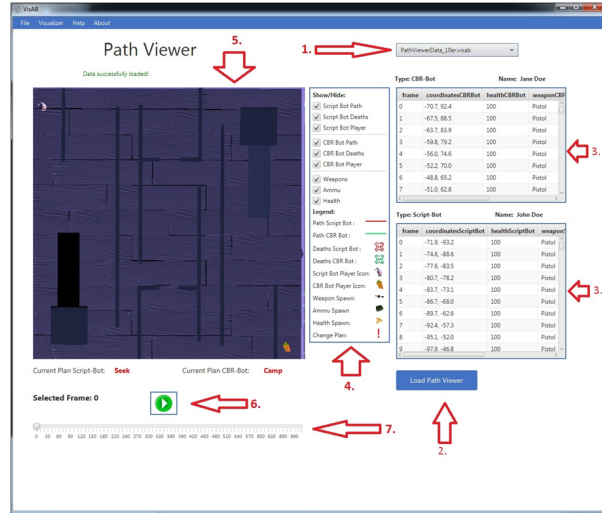 VisAB
File Visualizer Help About
Path Viewer
5.
1.
PathViewerData_10er.visab
Data successfully loaded!
Type: CBR-Bot Name: Jane Doe
frame coordinatesCBRBot healthCBRBot weaponCBR
0 -70.7, 92.4 100 Pistol
1 -67.5, 88.5 100 Pistol
2 -63.7, 83.9 100 Pistol
3 -59.8, 79.2 100 Pistol
4 -56.0, 74.6 100 Pistol
5 -52.2, 70.0 100 Pistol
6 -48.8, 65.2 100 Pistol
7 -51.0, 62.8 100 Pistol
3.
Show/Hide:
Script Bot Path
Script Bot Deaths
Script Bot Player
CBR Bot Path
CBR Bot Deaths
CBR Bot Player
Weapons
Ammu
Health
Legend:
Path Script Bot :
Path CBR Bot :
Deaths Script Bot :
Deaths CBR Bot :
Script Bot Player Icon:
CBR Bot Player Icon:
Weapon Spawn:
Ammu Spawn
Health Spawn:
Change Plan:
4.
Type: Script-Bot Name: John Doe
frame coordinatesScriptBot healthScriptBot weaponS
0 -71.9, -93.2 100 Pistol
1 -74.6, -88.6 100 Pistol
2 -77.6, -83.5 100 Pistol
3 -80.7, -78.2 100 Pistol
4 -83.7, -73.1 100 Pistol
5 -86.7, -68.0 100 Pistol
6 -89.7, -62.6 100 Pistol
7 -92.4, -57.3 100 Pistol
8 -95.1, -52.0 100 Pistol
9 -97.9, -46.8 100 Pistol
3.
Current Plan Script-Bot: Seek Current Plan CBR-Bot: Camp
Load Path Viewer
2.
Selected Frame: 0
6.
7.
0 30 60 90 120 150 180 210 240 270 300 330 360 390 420 450 480 510 540 570 600 630 660 690